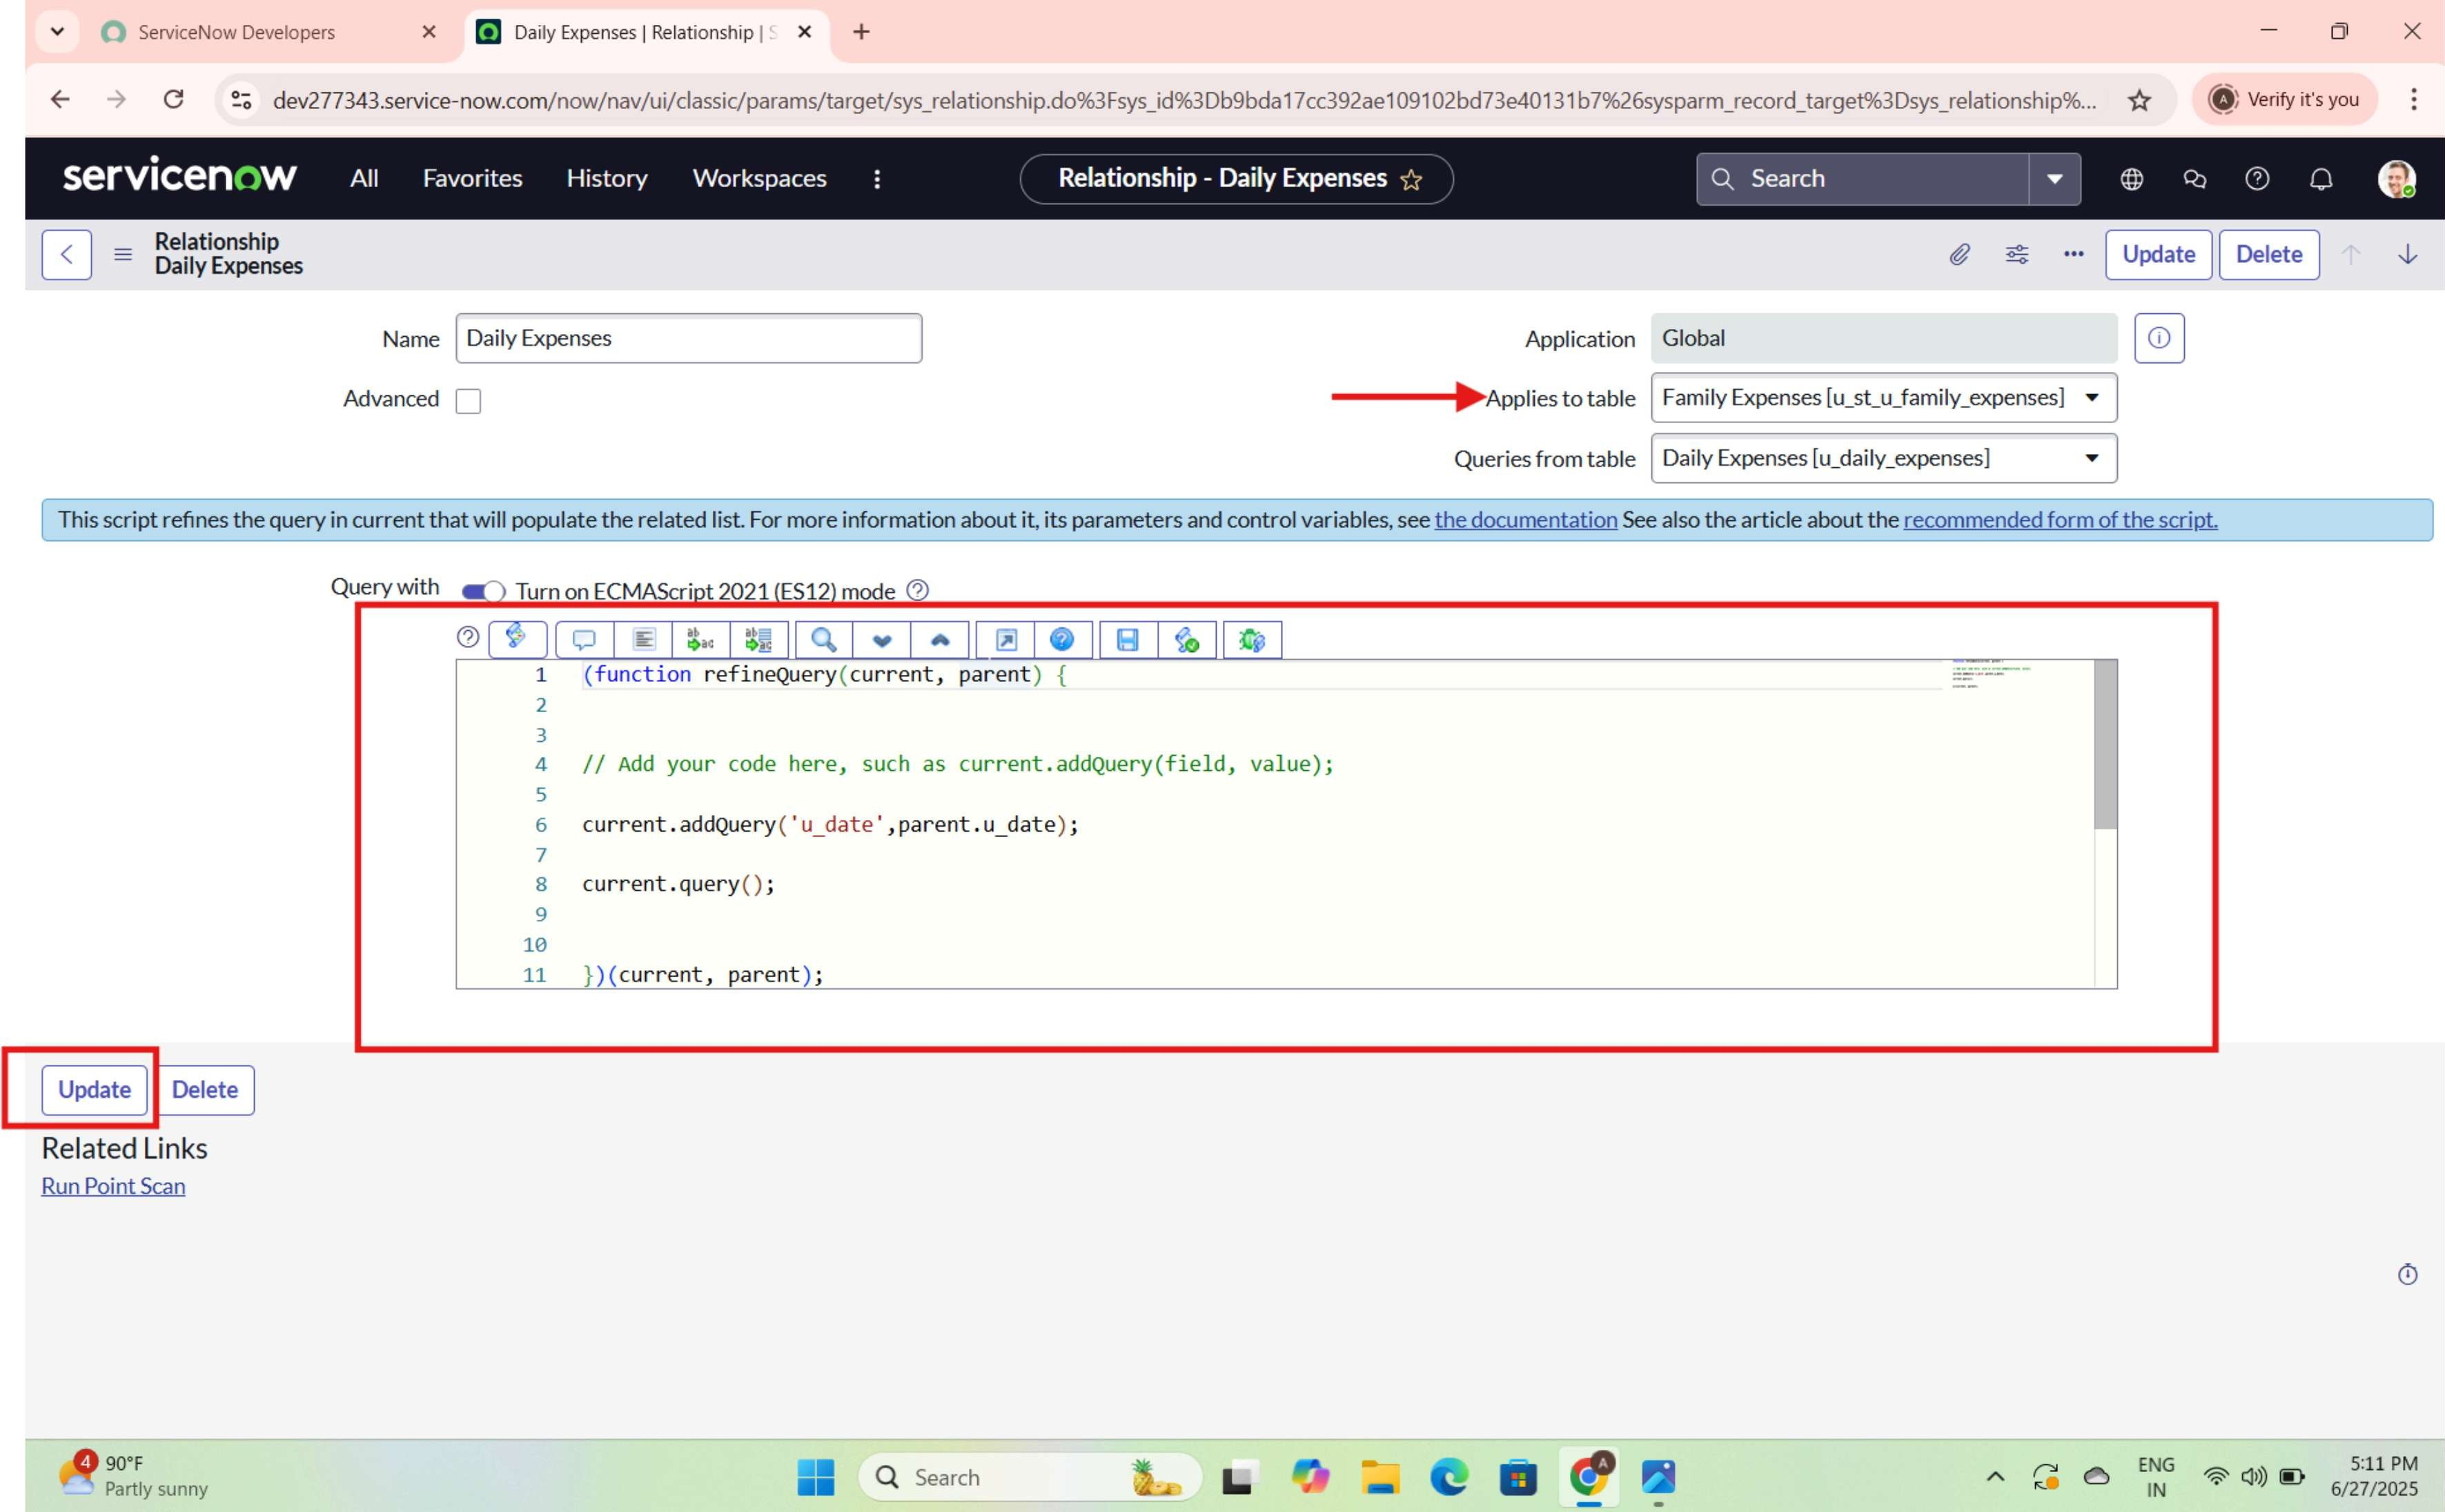 ServiceNow Developers
Daily Expenses | Relationship | S
dev277343.service-now.com/now/nav/ui/classic/params/target/sys_relationship.do%3Fsys_id%3Db9bda17cc392ae109102bd73e40131b7%26sysparm_record_target%3Dsys_relationship%...
A Verify it's you
servicenow All Favorites History Workspaces Relationship - Daily Expenses Search
Relationship
Daily Expenses
Update Delete
Name Daily Expenses Application Global
Advanced Applies to table Family Expenses [u_st_u_family_expenses]
Queries from table Daily Expenses [u_daily_expenses]
This script refines the query in current that will populate the related list. For more information about it, its parameters and control variables, see the documentation See also the article about the recommended form of the script.
Query with Turn on ECMAScript 2021 (ES12) mode
1 (function refineQuery(current, parent) {
2
3
4 // Add your code here, such as current.addQuery(field, value);
5
6 current.addQuery('u_date',parent.u_date);
7
8 current.query();
9
10
11 })(current, parent);
Update Delete
Related Links
Run Point Scan
4 90°F
Partly sunny
Search
A
ENG
IN
5:11 PM
6/27/2025